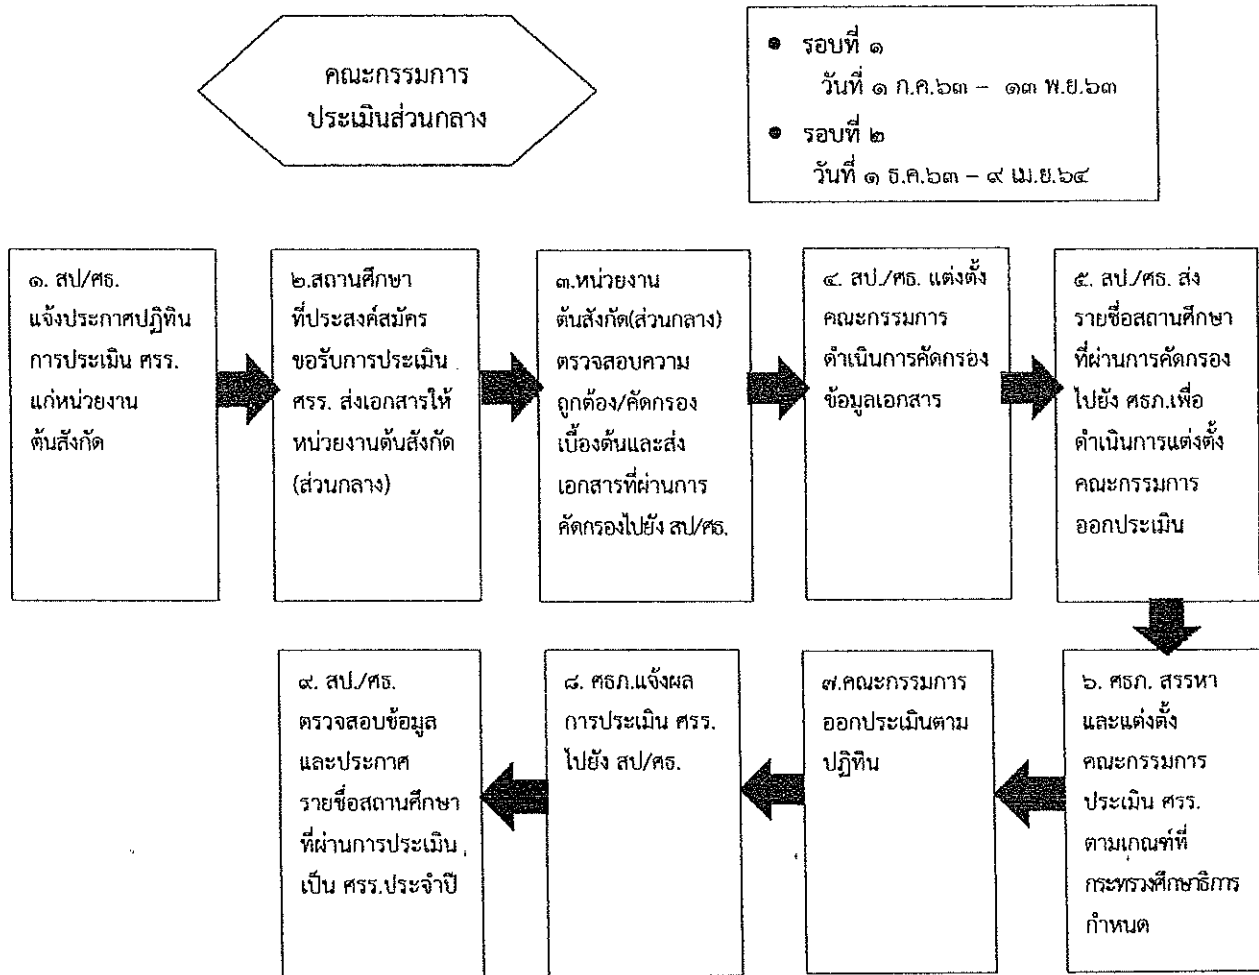 คณะกรรมการ
ประเมินส่วนกลาง
● รอบที่ ๑
วันที่ ๑ ก.ค.๖๓ – ๑๓ พ.ย.๖๓
● รอบที่ ๒
วันที่ ๑ ธ.ค.๖๓ – ๙ เม.ย.๖๔
๑. สป/ศธ.
แจ้งประกาศปฏิทิน
การประเมิน ศรร.
แก่หน่วยงาน
ต้นสังกัด
๒.สถานศึกษา
ที่ประสงค์สมัคร
ขอรับการประเมิน
ศรร. ส่งเอกสารให้
หน่วยงานต้นสังกัด
(ส่วนกลาง)
๓.หน่วยงาน
ต้นสังกัด(ส่วนกลาง)
ตรวจสอบความ
ถูกต้อง/คัดกรอง
เบื้องต้นและส่ง
เอกสารที่ผ่านการ
คัดกรองไปยัง สป/ศธ.
๔. สป./ศธ. แต่งตั้ง
คณะกรรมการ
ดำเนินการคัดกรอง
ข้อมูลเอกสาร
๕. สป./ศธ. ส่ง
รายชื่อสถานศึกษา
ที่ผ่านการคัดกรอง
ไปยัง ศธภ.เพื่อ
ดำเนินการแต่งตั้ง
คณะกรรมการ
ออกประเมิน
๖. ศธภ. สรรหา
และแต่งตั้ง
คณะกรรมการ
ประเมิน ศรร.
ตามเกณฑ์ที่
กระทรวงศึกษาธิการ
กำหนด
๗.คณะกรรมการ
ออกประเมินตาม
ปฏิทิน
๘. ศธภ.แจ้งผล
การประเมิน ศรร.
ไปยัง สป/ศธ.
๙. สป./ศธ.
ตรวจสอบข้อมูล
และประกาศ
รายชื่อสถานศึกษา
ที่ผ่านการประเมิน
เป็น ศรร.ประจำปี